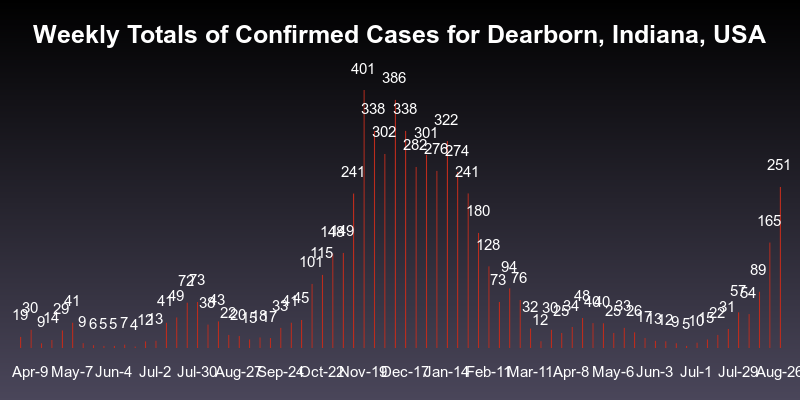 Weekly Totals of Confirmed Cases for Dearborn, Indiana, USA
19 30 9 14 29 41 9 6 5 5 7 4 12 13 41 49 72 73 38 43 22 20 15 18 17 33 41 45 101 115 148 149 241 401 338 302 386 338 282 301 276 322 274 241 180 128 73 94 76 32 12 30 25 34 48 40 40 25 33 26 17 13 12 9 5 10 15 22 31 57 54 89 165 251
Apr-9 May-7 Jun-4 Jul-2 Jul-30 Aug-27 Sep-24 Oct-22 Nov-19 Dec-17 Jan-14 Feb-11 Mar-11 Apr-8 May-6 Jun-3 Jul-1 Jul-29 Aug-26